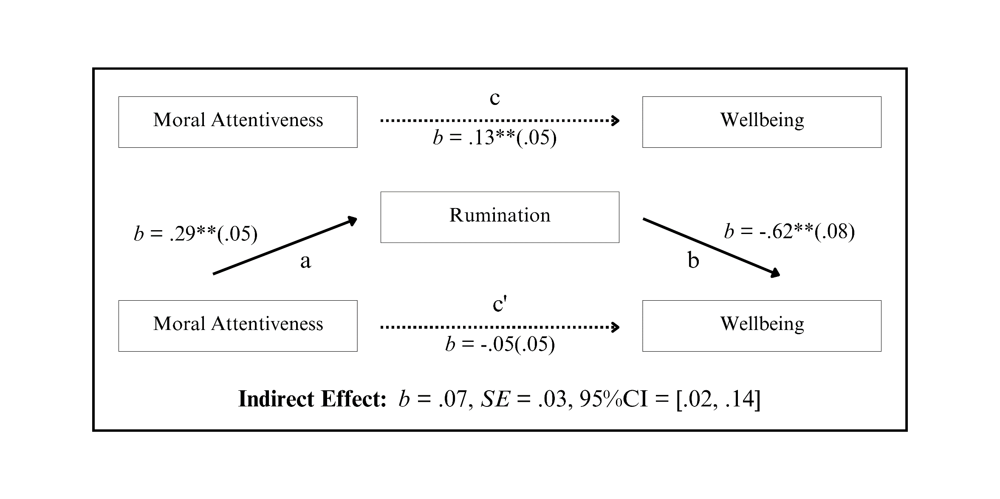 c
Moral Attentiveness
Wellbeing
b = .13**(.05)
Rumination
b = .29**(.05)
b = -.62**(.08)
a
b
c'
Moral Attentiveness
Wellbeing
b = -.05(.05)
Indirect Effect: b = .07, SE = .03, 95%CI = [.02, .14]